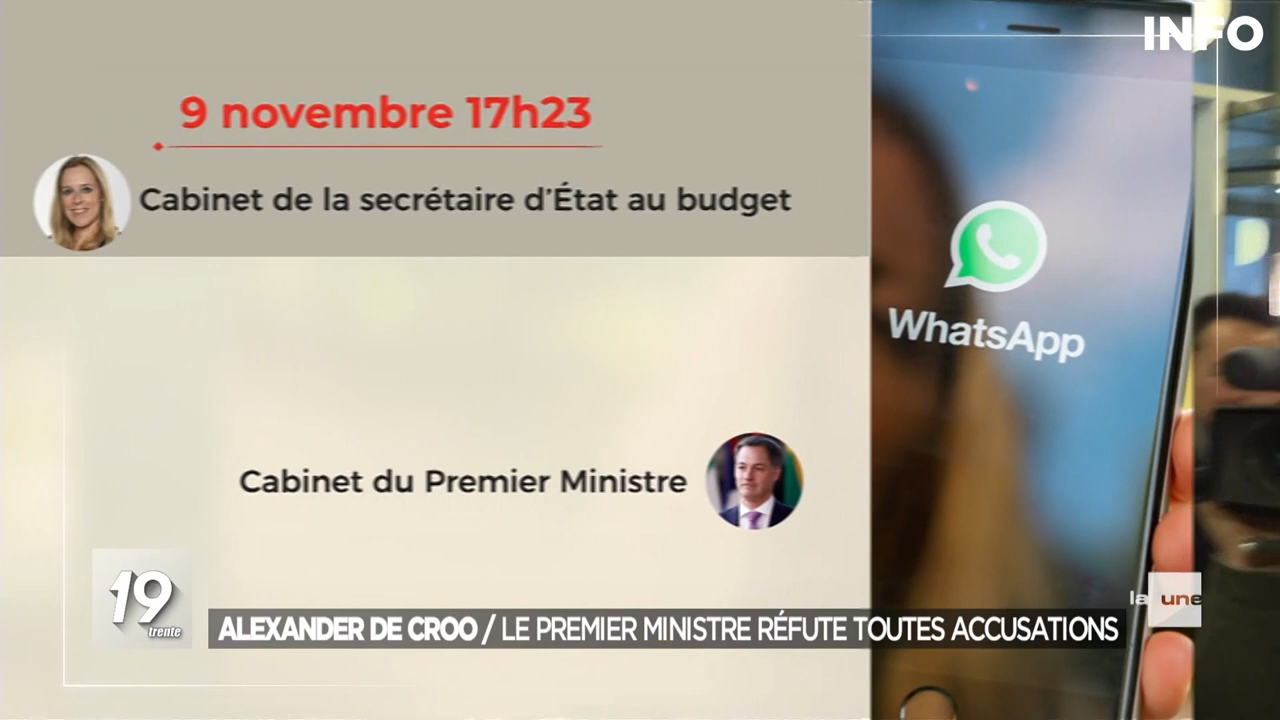 INFO
9 novembre 17h23
Cabinet de la secrétaire d'État au budget
WhatsApp
Cabinet du Premier Ministre
19
trente
la une
ALEXANDER DE CROO / LE PREMIER MINISTRE RÉFUTE TOUTES ACCUSATIONS